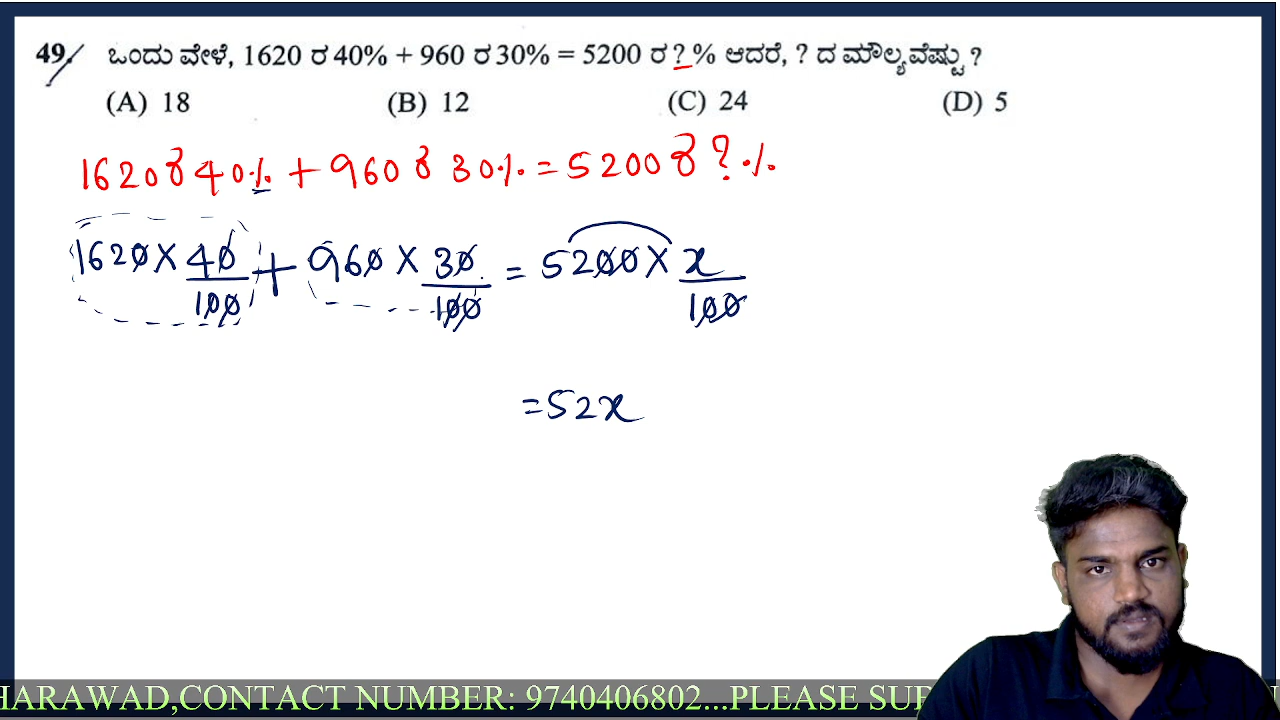 49. ಒಂದು ವೇಳೆ, 1620 ರ 40% + 960 ರ 30% = 5200 ರ ? % ಆದರೆ, ? ದ ಮೌಲ್ಯವೆಷ್ಟು ?
(A) 18 (B) 12 (C) 24 (D) 5
1620 ರ 40% + 960 ರ 30% = 5200 ರ ? %
1620 × 40/100 + 960 × 30/100 = 5200 × x/100
= 52x
HARAWAD,CONTACT NUMBER: 9740406802...PLEASE